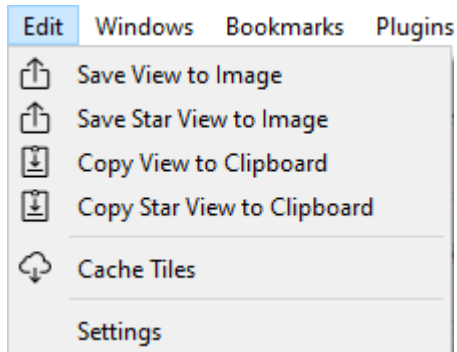 Edit Windows Bookmarks Plugins
Save View to Image
Save Star View to Image
Copy View to Clipboard
Copy Star View to Clipboard
Cache Tiles
Settings